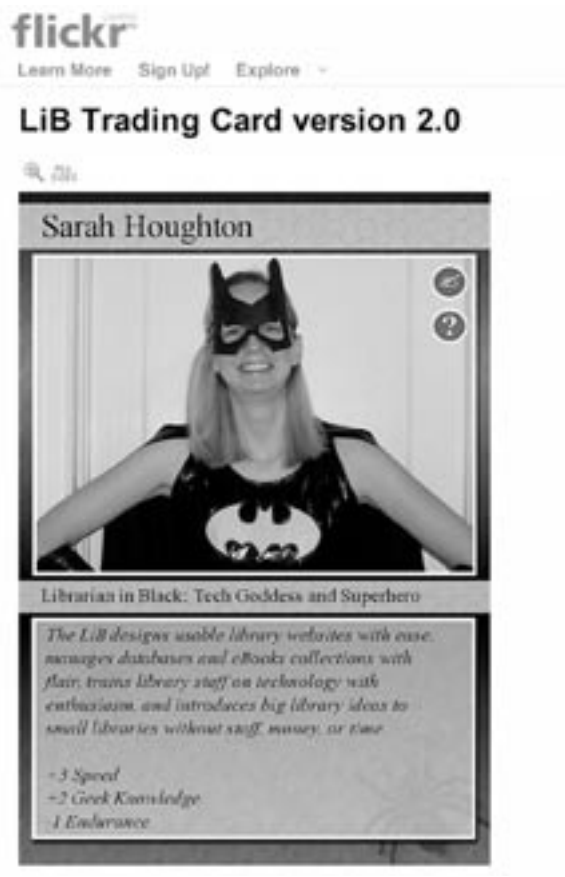 flickr
Learn More Sign Up! Explore
LiB Trading Card version 2.0
ALL SIZES
Sarah Houghton
?
Librarian in Black: Tech Goddess and Superhero
The LiB designs usable library websites with ease,
manages databases and eBooks collections with
flair, trains library staff on technology with
enthusiasm, and introduces big library ideas to
small libraries without staff, money, or time.
+3 Speed
+2 Geek Knowledge
-1 Endurance